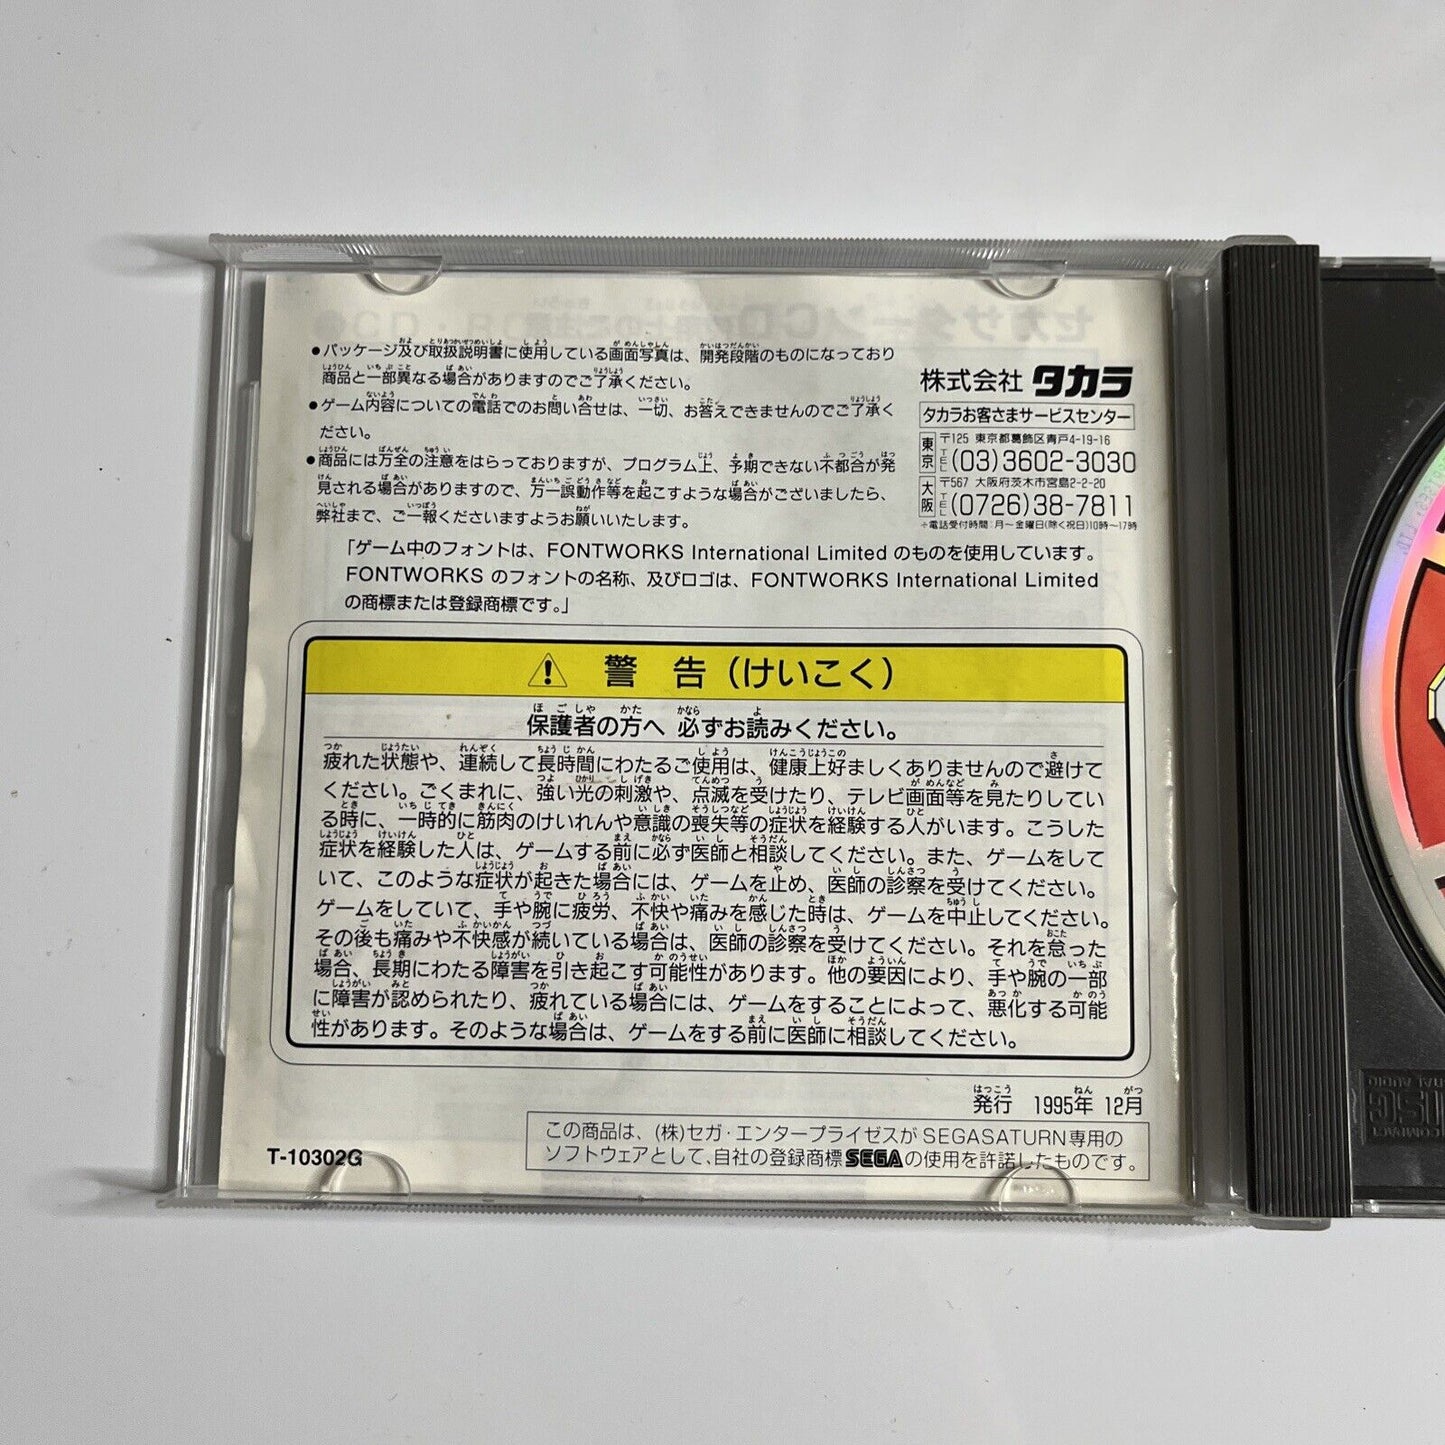 ●パッケージ及び取扱説明書に使用している画面写真は、開発段階のものになっており
商品と一部異なる場合がありますのでご了承ください。
●ゲーム内容についての電話でのお問い合せは、一切、お答えできませんのでご了承く
ださい。
●商品には万全の注意をはらっておりますが、プログラム上、予期できない不都合が発
見される場合がありますので、万一誤動作等を起こすような場合がございましたら、
弊社まで、ご一報くださいますようお願いいたします。
株式会社 タカラ
タカラお客さまサービスセンター
東京 〒125 東京都葛飾区青戸4-19-16
TEL(03)3602-3030
大阪 〒567 大阪府茨木市宮島2-2-20
TEL(0726)38-7811
＊電話受付時間:月～金曜日(除く祝日)10時～17時
「ゲーム中のフォントは、FONTWORKS International Limited のものを使用しています。
FONTWORKS のフォントの名称、及びロゴは、FONTWORKS International Limited
の商標または登録商標です。」
警 告（けいこく）
保護者の方へ 必ずお読みください。
疲れた状態や、連続して長時間にわたるご使用は、健康上好ましくありませんので避けて
ください。ごくまれに、強い光の刺激や、点滅を受けたり、テレビ画面等を見たりしてい
る時に、一時的に筋肉のけいれんや意識の喪失等の症状を経験する人がいます。こうした
症状を経験した人は、ゲームする前に必ず医師と相談してください。また、ゲームをして
いて、このような症状が起きた場合には、ゲームを止め、医師の診察を受けてください。
ゲームをしていて、手や腕に疲労、不快や痛みを感じた時は、ゲームを中止してください。
その後も痛みや不快感が続いている場合は、医師の診察を受けてください。それを怠った
場合、長期にわたる障害を引き起こす可能性があります。他の要因により、手や腕の一部
に障害が認められたり、疲れている場合には、ゲームをすることによって、悪化する可能
性があります。そのような場合は、ゲームをする前に医師に相談してください。
発行 1995年 12月
この商品は、(株)セガ・エンタープライゼスがSEGASATURN専用の
ソフトウェアとして、自社の登録商標SEGAの使用を許諾したものです。
T-10302G